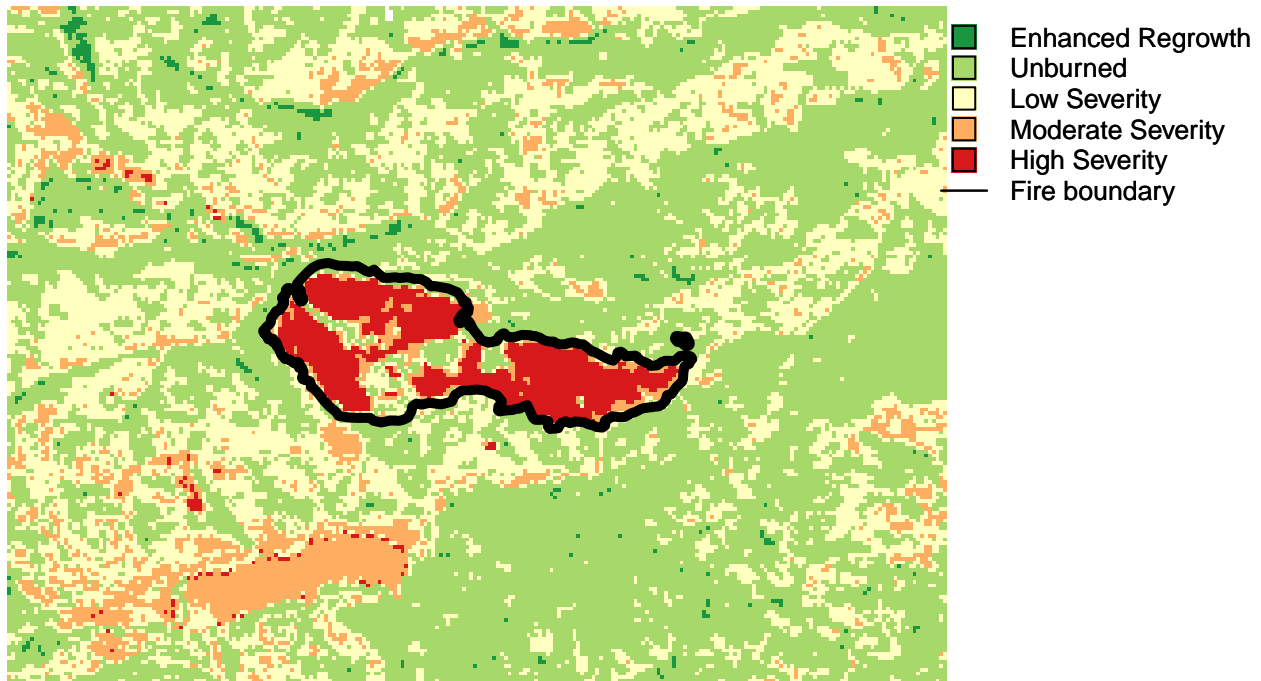 Enhanced Regrowth
Unburned
Low Severity
Moderate Severity
High Severity
Fire boundary